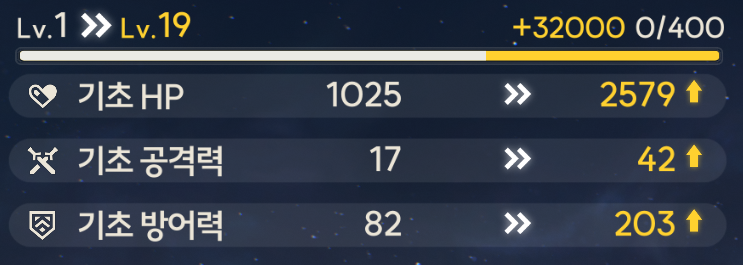 Lv.1 » Lv.19 +32000 0/400
기초 HP 1025 » 2579
기초 공격력 17 » 42
기초 방어력 82 » 203